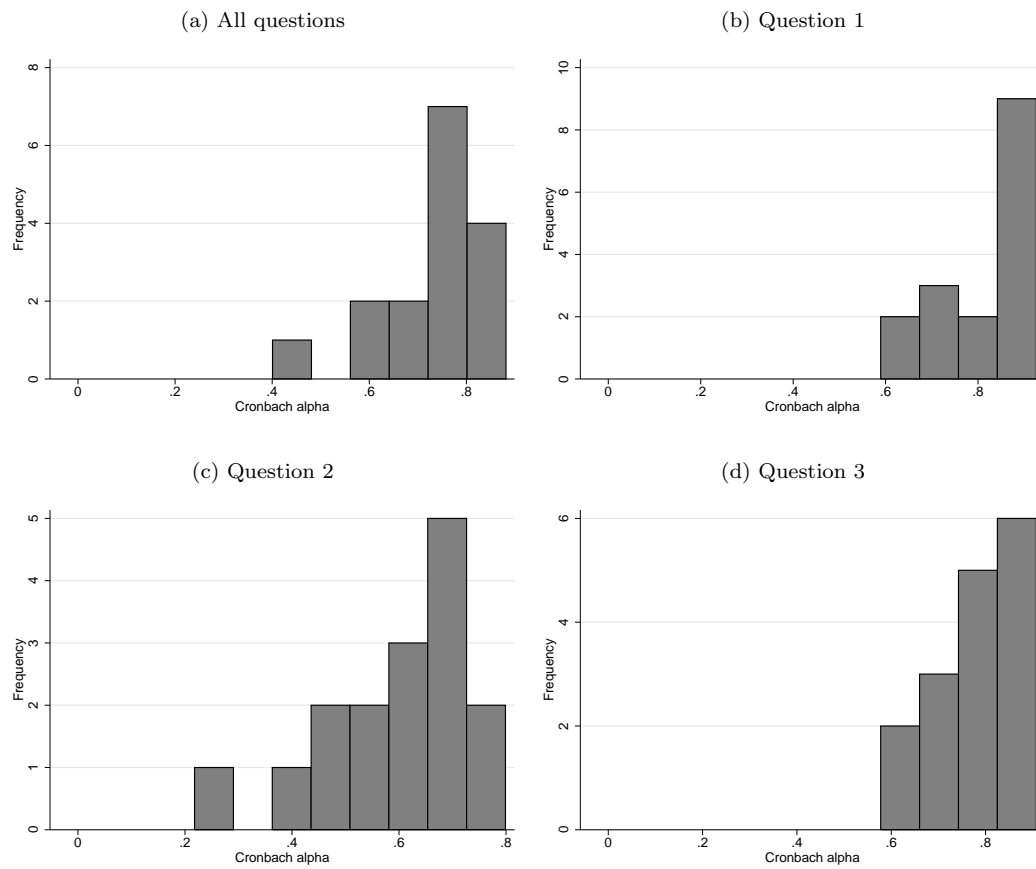 (a) All questions
8
6
4
2
0
Frequency
0 .2 .4 .6 .8
Cronbach alpha
(b) Question 1
10
8
6
4
2
0
Frequency
0 .2 .4 .6 .8
Cronbach alpha
(c) Question 2
5
4
3
2
1
0
Frequency
0 .2 .4 .6 .8
Cronbach alpha
(d) Question 3
6
4
2
0
Frequency
0 .2 .4 .6 .8
Cronbach alpha